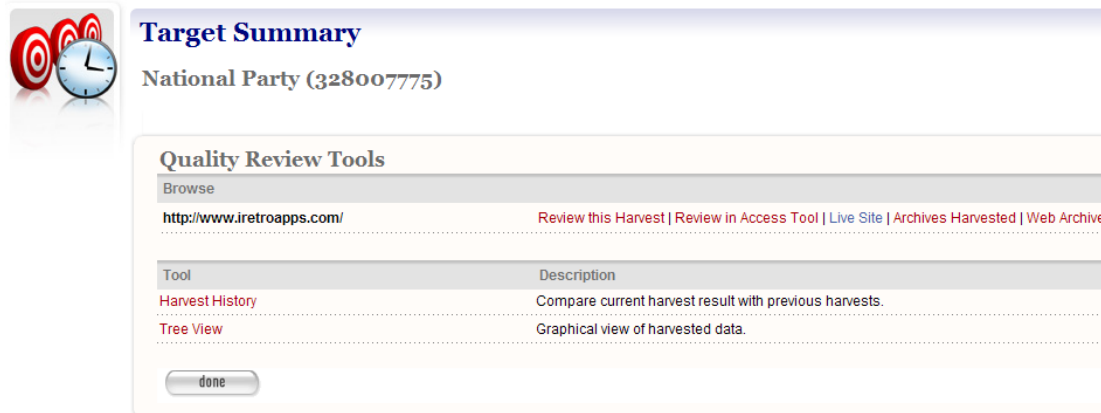 Target Summary
National Party (328007775)
Quality Review Tools
Browse
http://www.iretroapps.com/ Review this Harvest | Review in Access Tool | Live Site | Archives Harvested | Web Archive
Tool Description
Harvest History Compare current harvest result with previous harvests.
Tree View Graphical view of harvested data.
done